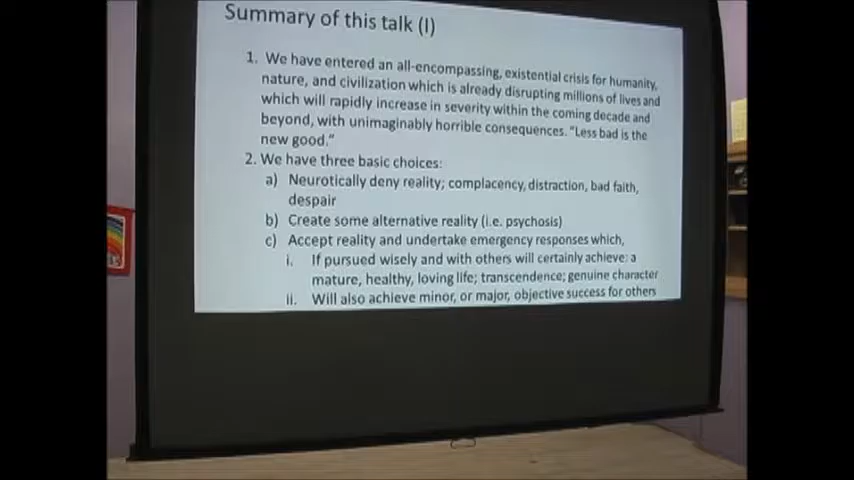 Summary of this talk (I)
1. We have entered an all-encompassing, existential crisis for humanity,
nature, and civilization which is already disrupting millions of lives and
which will rapidly increase in severity within the coming decade and
beyond, with unimaginably horrible consequences. "Less bad is the
new good."
2. We have three basic choices:
a) Neurotically deny reality; complacency, distraction, bad faith,
despair
b) Create some alternative reality (i.e. psychosis)
c) Accept reality and undertake emergency responses which,
i. If pursued wisely and with others will certainly achieve: a
mature, healthy, loving life; transcendence; genuine character
ii. Will also achieve minor, or major, objective success for others